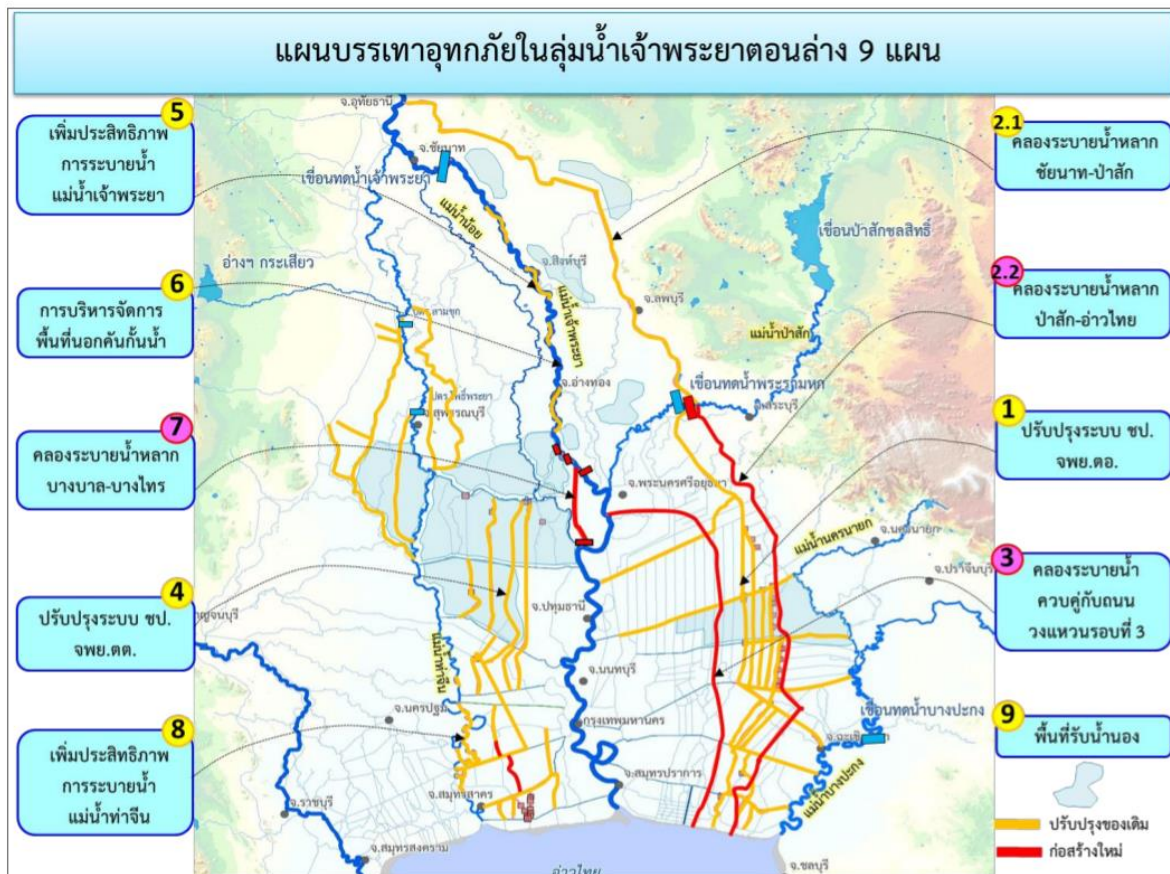 แผนบรรเทาอุทกภัยในลุ่มน้ำเจ้าพระยาตอนล่าง 9 แผน
5
เพิ่มประสิทธิภาพ
การระบายน้ำ
แม่น้ำเจ้าพระยา
6
การบริหารจัดการ
พื้นที่นอกคันกั้นน้ำ
7
คลองระบายน้ำหลาก
บางบาล-บางไทร
4
ปรับปรุงระบบ ชป.
จพย.ตต.
8
เพิ่มประสิทธิภาพ
การระบายน้ำ
แม่น้ำท่าจีน
จ.อุทัยธานี
จ.ชัยนาท
เขื่อนทดน้ำเจ้าพระยา
แม่น้ำน้อย
อ่างฯ กระเสียว
จ.สิงห์บุรี
แม่น้ำเจ้าพระยา
จ.ลพบุรี
เขื่อนป่าสักชลสิทธิ์
แม่น้ำป่าสัก
จ.อ่างทอง
เขื่อนทดน้ำพระรามหก
จ.สระบุรี
จ.สุพรรณบุรี
จ.พระนครศรีอยุธยา
แม่น้ำนครนายก
จ.นครนายก
จ.ปราจีนบุรี
จ.ปทุมธานี
แม่น้ำท่าจีน
จ.นนทบุรี
จ.นครปฐม
กรุงเทพมหานคร
เขื่อนทดน้ำบางปะกง
จ.สมุทรปราการ
จ.สมุทรสาคร
แม่น้ำบางปะกง
จ.ราชบุรี
จ.สมุทรสงคราม
จ.ชลบุรี
อ่าวไทย
2.1
คลองระบายน้ำหลาก
ชัยนาท-ป่าสัก
2.2
คลองระบายน้ำหลาก
ป่าสัก-อ่าวไทย
1
ปรับปรุงระบบ ชป.
จพย.ตอ.
3
คลองระบายน้ำ
ควบคู่กับถนน
วงแหวนรอบที่ 3
9
พื้นที่รับน้ำนอง
ปรับปรุงของเดิม
ก่อสร้างใหม่